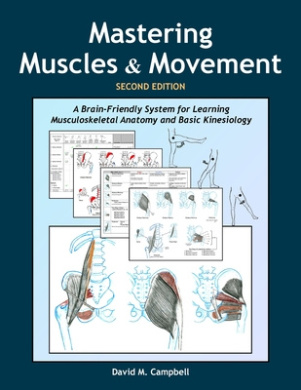 Mastering
Muscles & Movement
SECOND EDITION
A Brain-Friendly System for Learning
Musculoskeletal Anatomy and Basic Kinesiology
David M. Campbell